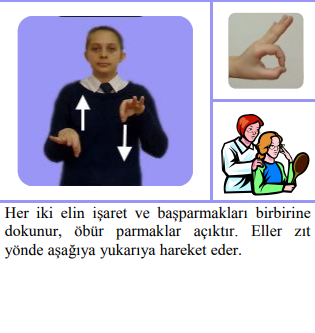 Her iki elin işaret ve başparmakları birbirine
dokunur, öbür parmaklar açıktır. Eller zıt
yönde aşağıya yukarıya hareket eder.